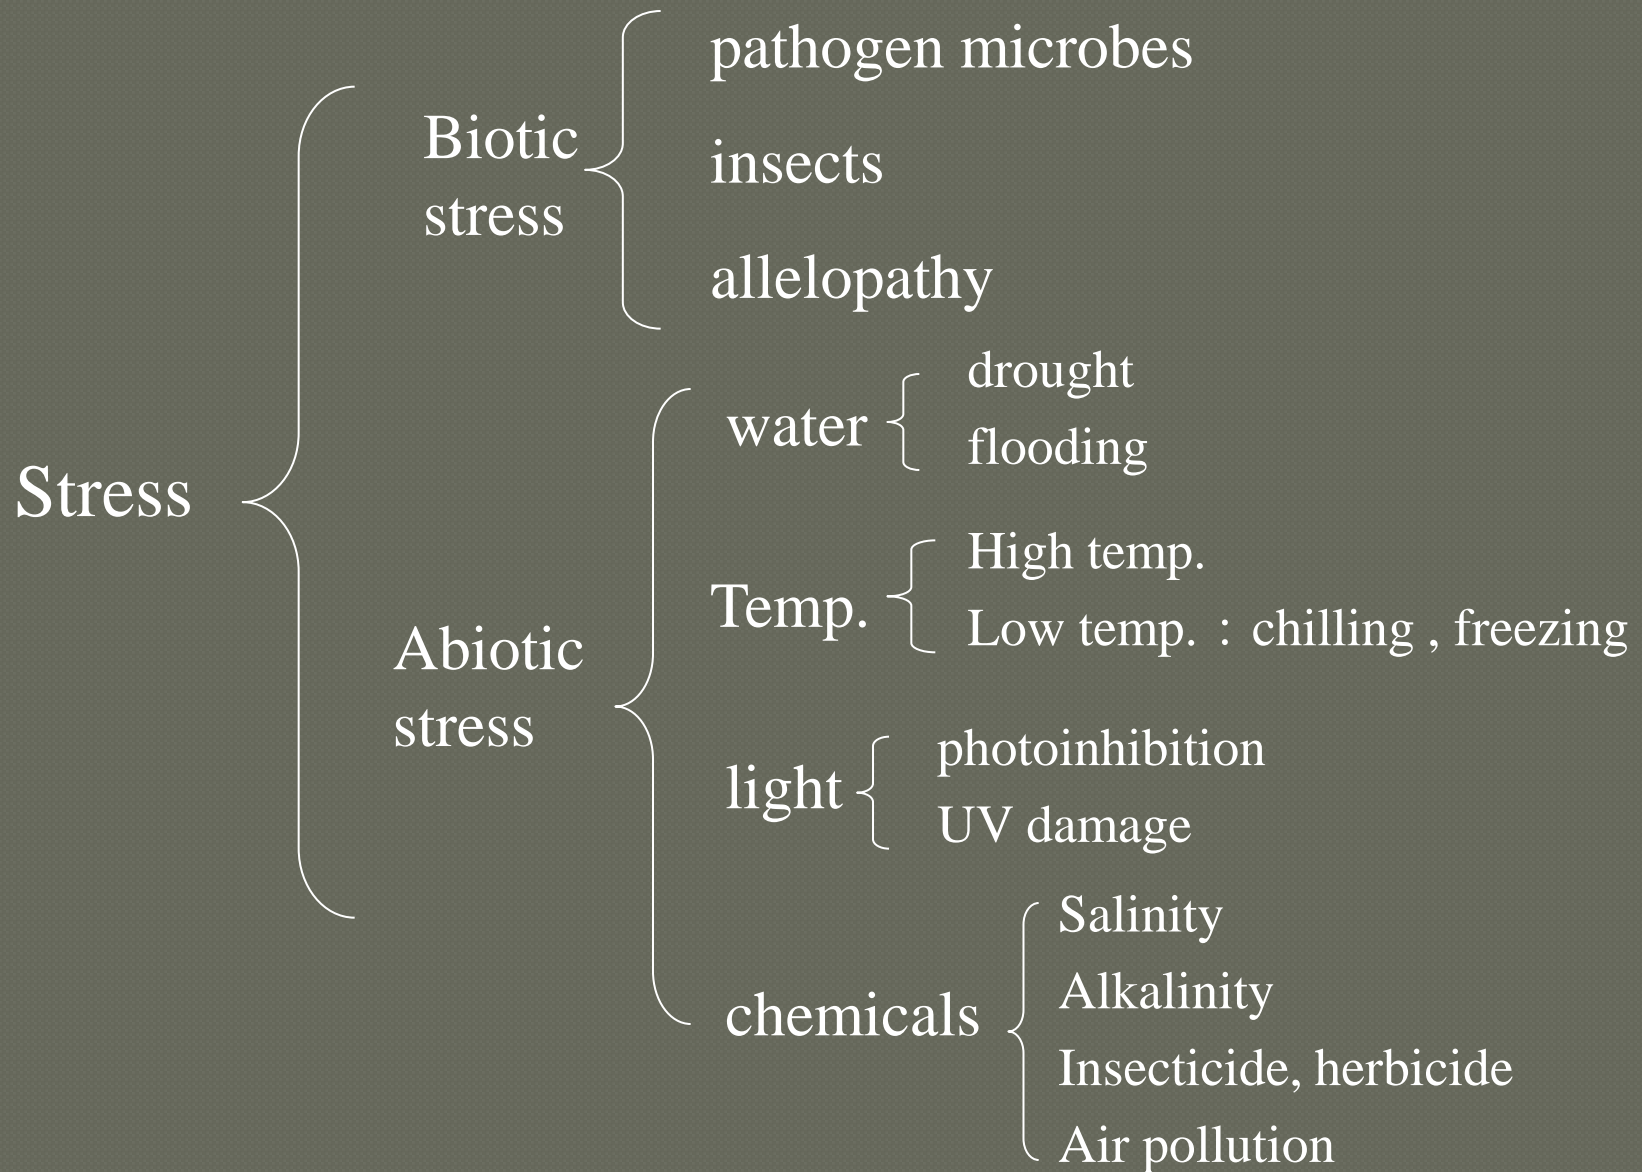 Stress
Biotic
stress
pathogen microbes
insects
allelopathy
Abiotic
stress
water
drought
flooding
Temp.
High temp.
Low temp.：chilling , freezing
light
photoinhibition
UV damage
chemicals
Salinity
Alkalinity
Insecticide, herbicide
Air pollution